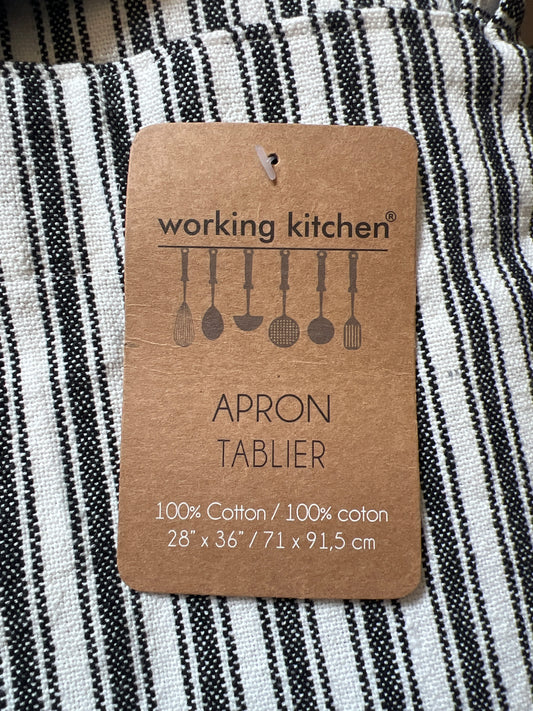 working kitchen®
APRON
TABLIER
100% Cotton / 100% coton
28" x 36" / 71 x 91,5 cm